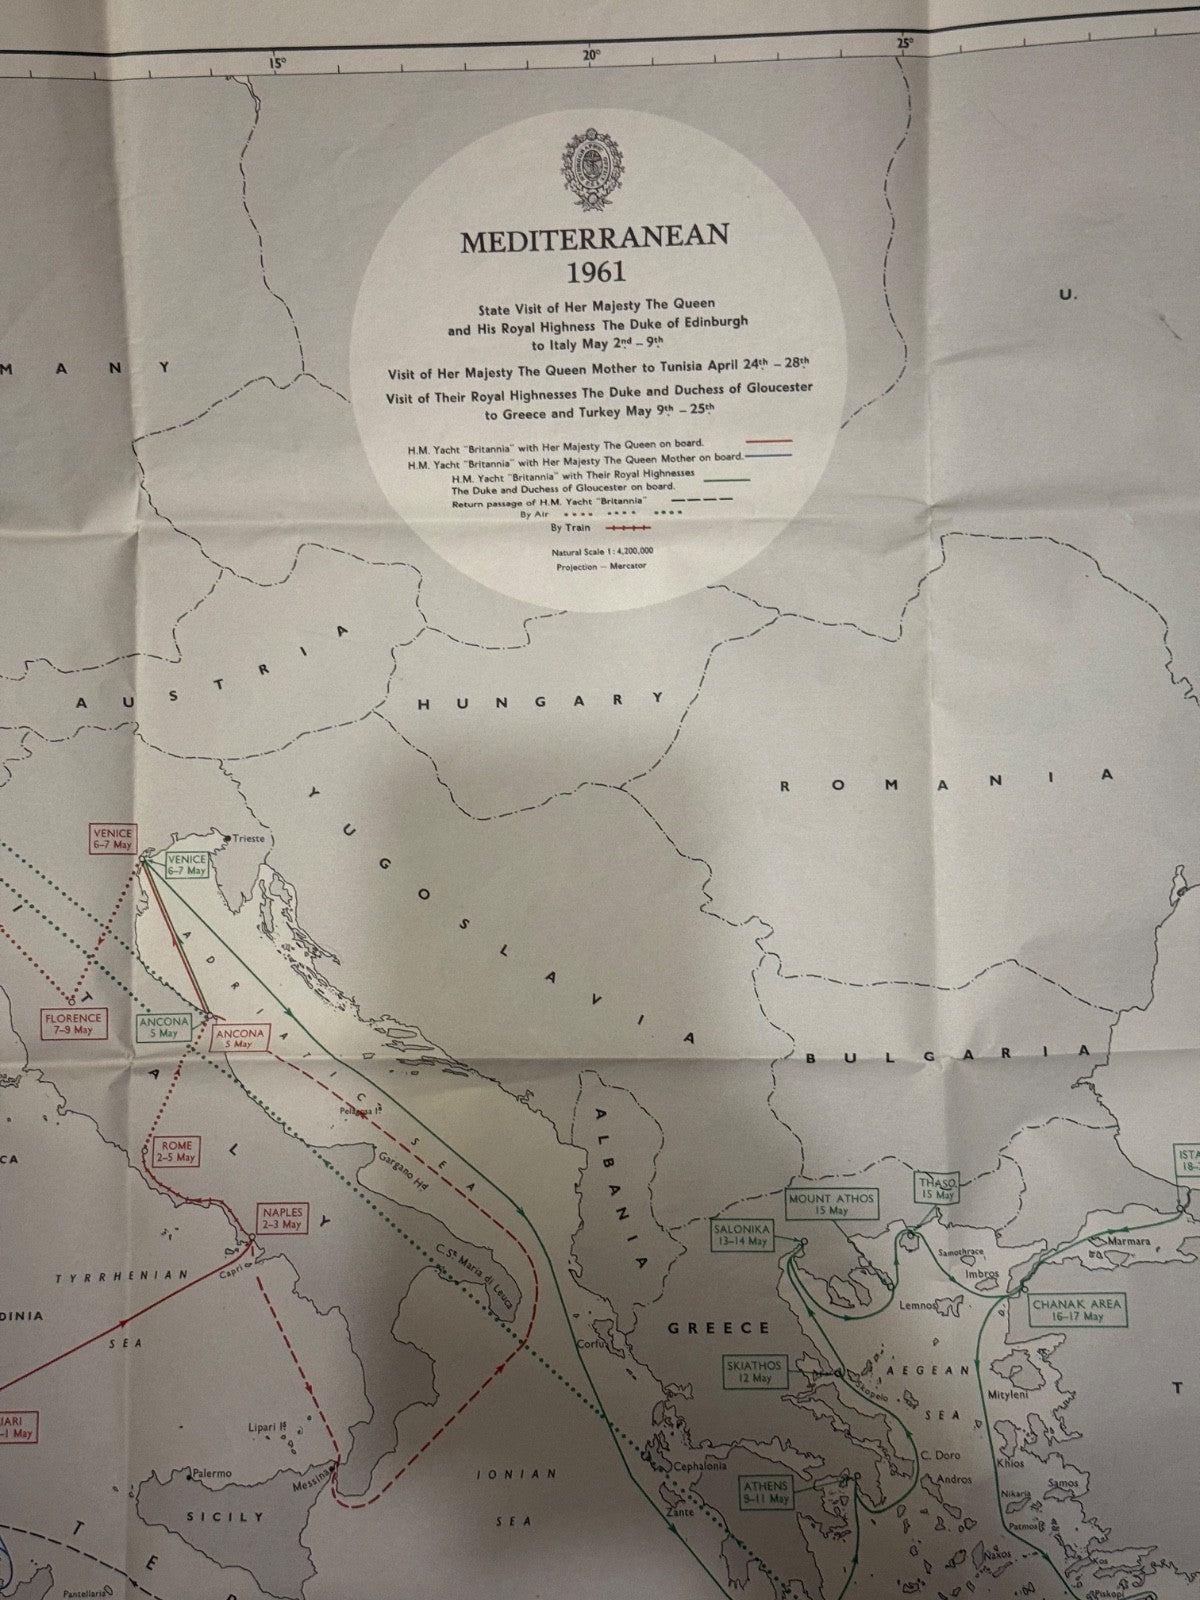 15°
20°
25°
MEDITERRANEAN
1961
State Visit of Her Majesty The Queen
and His Royal Highness The Duke of Edinburgh
to Italy May 2nd – 9th
Visit of Her Majesty The Queen Mother to Tunisia April 24th – 28th
Visit of Their Royal Highnesses The Duke and Duchess of Gloucester
to Greece and Turkey May 9th – 25th
H.M. Yacht "Britannia" with Her Majesty The Queen on board.
H.M. Yacht "Britannia" with Her Majesty The Queen Mother on board.
H.M. Yacht "Britannia" with Their Royal Highnesses
The Duke and Duchess of Gloucester on board.
Return passage of H.M. Yacht "Britannia"
By Air
By Train
Natural Scale 1:4,200,000
Projection – Mercator
U.
MANY
AUSTRIA
HUNGARY
ROMANIA
YUGOSLAVIA
VENICE
6–7 May
Trieste
VENICE
6–7 May
ADRIATIC SEA
ITALY
FLORENCE
7–9 May
ANCONA
5 May
ANCONA
5 May
BULGARIA
ALBANIA
Pelagosa I.
Gargano Hd
CA
ROME
2–5 May
NAPLES
2–3 May
Capri
C. Sta Maria di Leuca
TYRRHENIAN
SEA
DINIA
IARI
–1 May
Lipari Is
Palermo
Messina
SICILY
Pantellaria
IONIAN
SEA
Corfu
GREECE
Cephalonia
Zante
MOUNT ATHOS
15 May
THASO
15 May
ISTA
18–
SALONIKA
13–14 May
Samothrace
Imbros
Marmara
Lemnos
CHANAK AREA
16–17 May
SKIATHOS
12 May
Skopelo
AEGEAN
SEA
Mityleni
T
C. Doro
Andros
Khios
Samos
Nikaria
Patmos
ATHENS
9–11 May
Naxos
Kos
Piskopi
T E